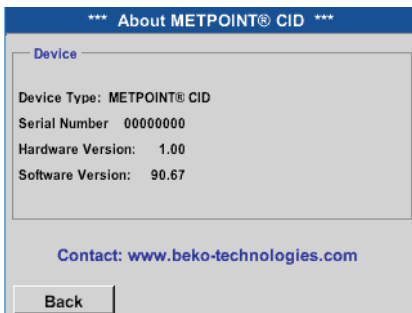 *** About METPOINT® CID ***
Device
Device Type: METPOINT® CID
Serial Number 00000000
Hardware Version: 1.00
Software Version: 90.67
Contact: www.beko-technologies.com
Back